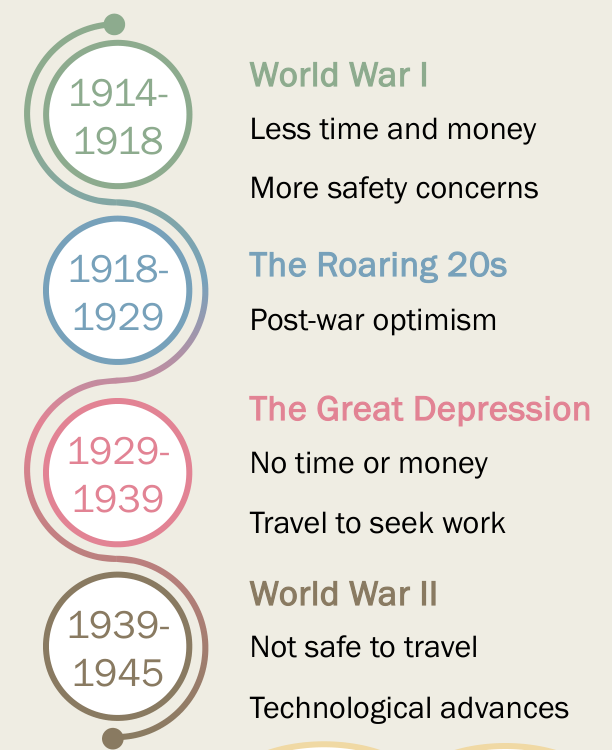 1914-
1918
World War I
Less time and money
More safety concerns
1918-
1929
The Roaring 20s
Post-war optimism
1929-
1939
The Great Depression
No time or money
Travel to seek work
1939-
1945
World War II
Not safe to travel
Technological advances